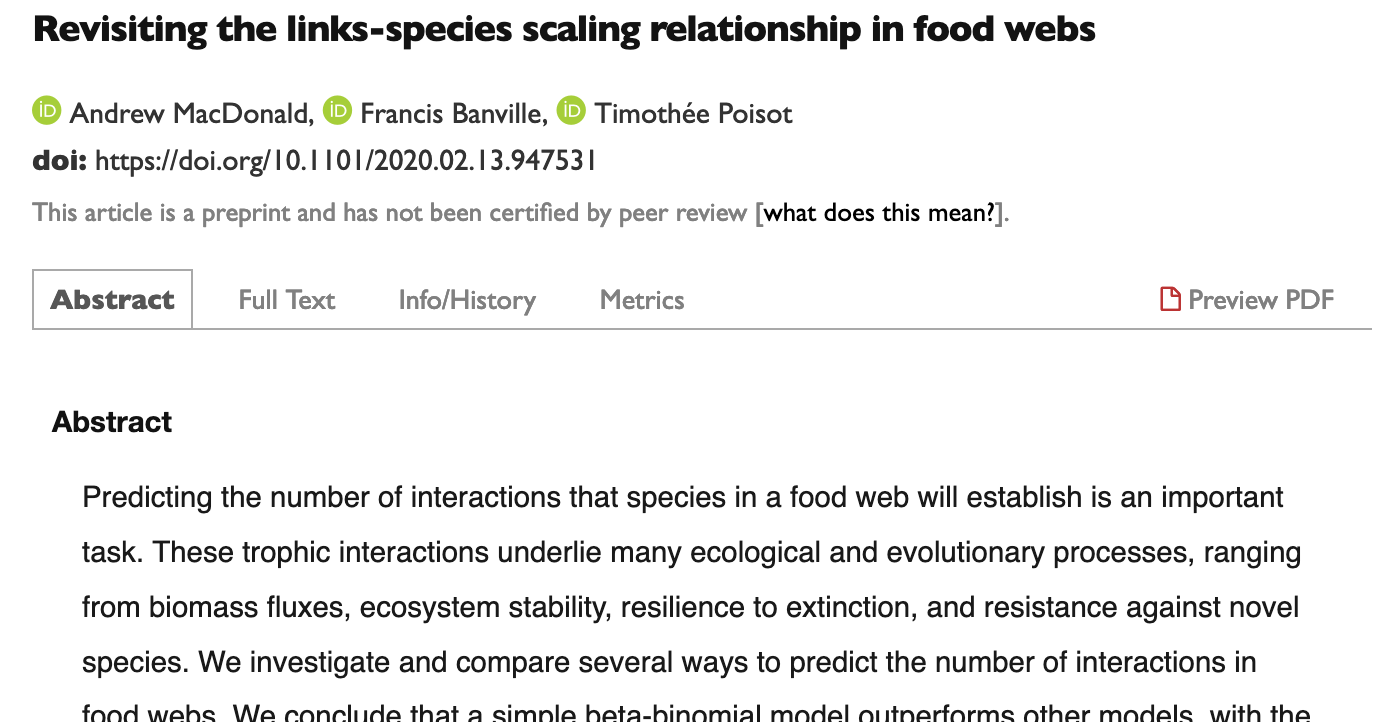 Revisiting the links-species scaling relationship in food webs
iD Andrew MacDonald, iD Francis Banville, iD Timothée Poisot
doi: https://doi.org/10.1101/2020.02.13.947531
This article is a preprint and has not been certified by peer review [what does this mean?].
Abstract Full Text Info/History Metrics Preview PDF
Abstract
Predicting the number of interactions that species in a food web will establish is an important
task. These trophic interactions underlie many ecological and evolutionary processes, ranging
from biomass fluxes, ecosystem stability, resilience to extinction, and resistance against novel
species. We investigate and compare several ways to predict the number of interactions in
food webs. We conclude that a simple beta-binomial model outperforms other models, with the